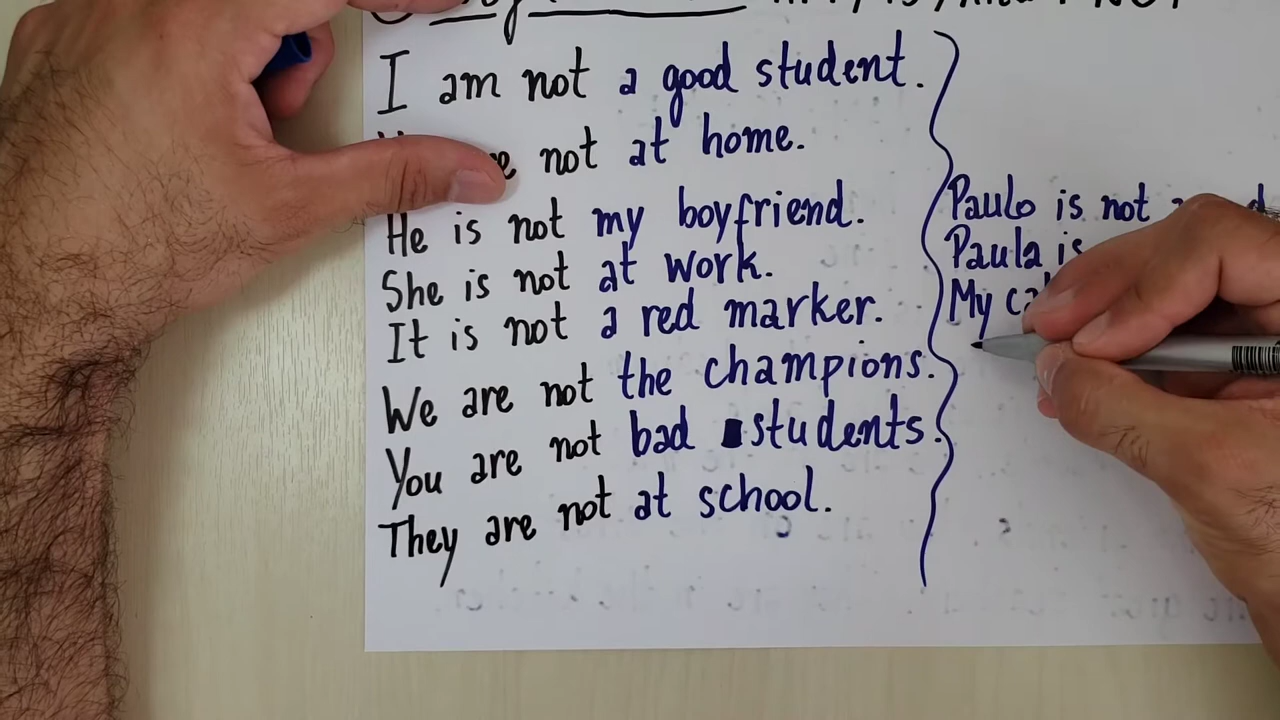 I am not a good student.
not at home.
He is not my boyfriend.
She is not at work.
It is not a red marker.
We are not the champions.
You are not bad students.
They are not at school.
Paulo is not
Paula is
My